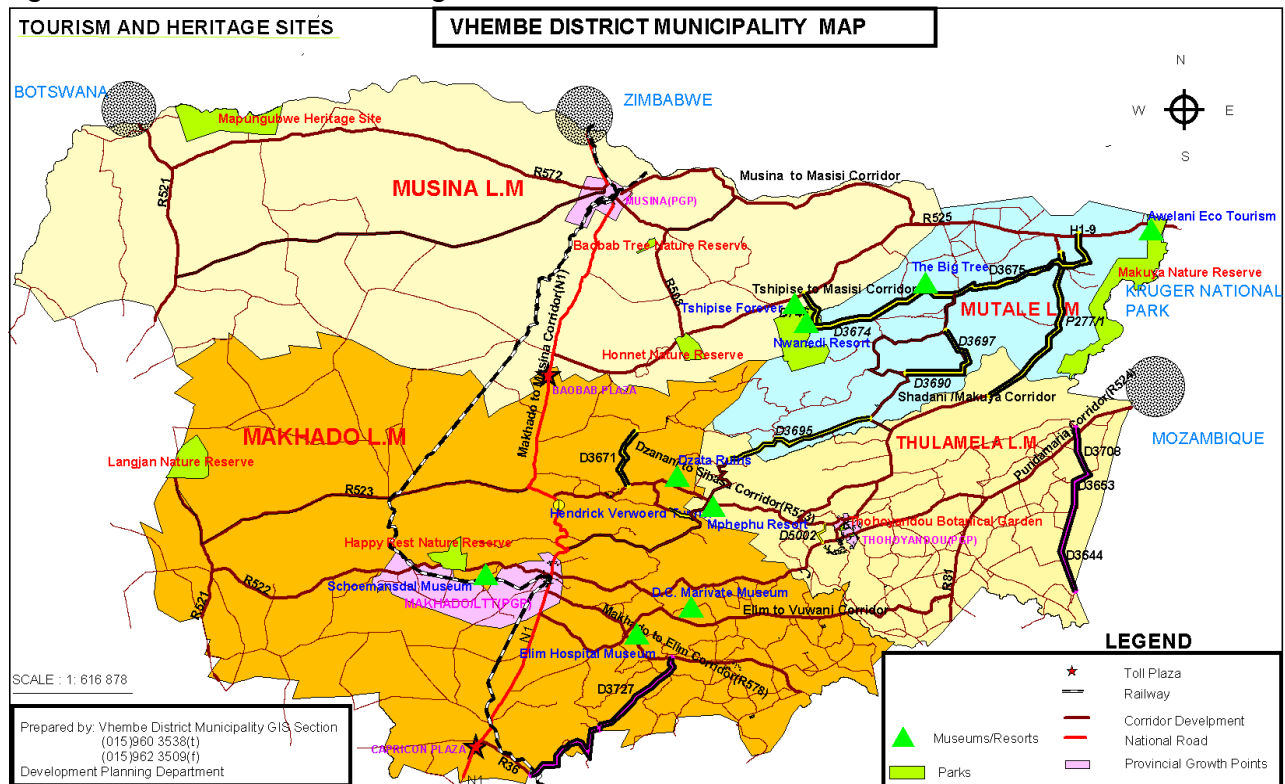 TOURISM AND HERITAGE SITES
VHEMBE DISTRICT MUNICIPALITY MAP
BOTSWANA
ZIMBABWE
N
W
E
S
Mapungbwe Heritage Site
R521
R572
MUSINA L.M
MUSINA(PGP)
Musina to Masisi Corridor
R525
Awelani Eco Tourism
H1-9
Baobab Tree Nature Reserve
The Big Tree
D3675
Makuya Nature Reserve
KRUGER NATIONAL
PARK
Tshipise to Masisi Corridor
Tshipise Forever
R508
MUTALE L.M
P277/1
D3674
Nwanedi Resort
D3697
Makhado to Musina Corridor(N1)
Honnet Nature Reserve
BAOBAB PLAZA
D3690
Shadani /Makuya Corridor
Pundamaria Corridor(R524)
MAKHADO L.M
D3695
THULAMELA L.M
MOZAMBIQUE
D3671
Dzanani to Sibasa Corridor(R523)
Dzata Ruins
D3708
Langjan Nature Reserve
D3653
R523
Hendrick Verwoerd
Mphephu Resort
Thohoyandou Botanical Garden
D5002
THOHOYANDOU(PGP)
Happy Rest Nature Reserve
D3644
R522
R521
R81
Schoemansdal Museum
MAKHADO/LTT(PGP)
D.C. Marivate Museum
Elim to Vuwani Corridor
Makhado to Elim Corridor(R578)
N1
Elim Hospital Museum
D3727
SCALE : 1: 616 878
CAPRICON PLAZA
R36
N1
Prepared by: Vhembe District Municipality GIS Section
(015)960 3538(t)
(015)962 3509(f)
Development Planning Department
LEGEND
Toll Plaza
Railway
Corridor Develpment
National Road
Provincial Growth Points
Museums/Resorts
Parks